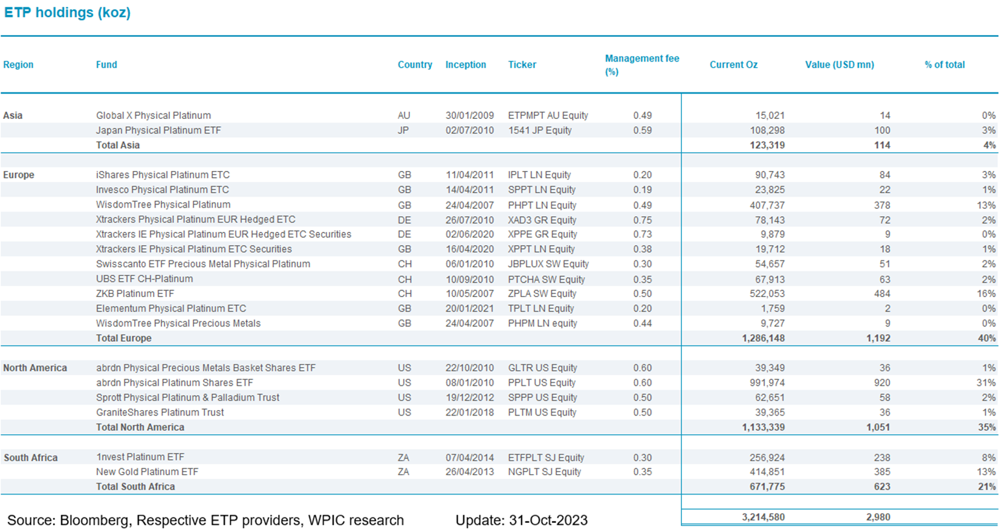 ETP holdings (koz)
Region Fund Country Inception Ticker Management fee (%) Current Oz Value (USD mn) % of total
Asia Global X Physical Platinum AU 30/01/2009 ETPMPT AU Equity 0.49 15,021 14 0%
Japan Physical Platinum ETF JP 02/07/2010 1541 JP Equity 0.59 108,298 100 3%
Total Asia 123,319 114 4%
Europe iShares Physical Platinum ETC GB 11/04/2011 IPLT LN Equity 0.20 90,743 84 3%
Invesco Physical Platinum ETC GB 14/04/2011 SPPT LN Equity 0.19 23,825 22 1%
WisdomTree Physical Platinum GB 24/04/2007 PHPT LN Equity 0.49 407,737 378 13%
Xtrackers Physical Platinum EUR Hedged ETC DE 26/07/2010 XAD3 GR Equity 0.75 78,143 72 2%
Xtrackers IE Physical Platinum EUR Hedged ETC Securities DE 02/06/2020 XPPE GR Equity 0.73 9,879 9 0%
Xtrackers IE Physical Platinum ETC Securities GB 16/04/2020 XPPT LN Equity 0.38 19,712 18 1%
Swisscanto ETF Precious Metal Physical Platinum CH 06/01/2010 JBPLUX SW Equity 0.30 54,657 51 2%
UBS ETF CH-Platinum CH 10/09/2010 PTCHA SW Equity 0.35 67,913 63 2%
ZKB Platinum ETF CH 10/05/2007 ZPLA SW Equity 0.50 522,053 484 16%
Elementum Physical Platinum ETC GB 20/01/2021 TPLT LN Equity 0.20 1,759 2 0%
WisdomTree Physical Precious Metals GB 24/04/2007 PHPM LN equity 0.44 9,727 9 0%
Total Europe 1,286,148 1,192 40%
North America abrdn Physical Precious Metals Basket Shares ETF US 22/10/2010 GLTR US Equity 0.60 39,349 36 1%
abrdn Physical Platinum Shares ETF US 08/01/2010 PPLT US Equity 0.60 991,974 920 31%
Sprott Physical Platinum & Palladium Trust US 19/12/2012 SPPP US Equity 0.50 62,651 58 2%
GraniteShares Platinum Trust US 22/01/2018 PLTM US Equity 0.50 39,365 36 1%
Total North America 1,133,339 1,051 35%
South Africa 1nvest Platinum ETF ZA 07/04/2014 ETFPLT SJ Equity 0.30 256,924 238 8%
New Gold Platinum ETF ZA 26/04/2013 NGPLT SJ Equity 0.35 414,851 385 13%
Total South Africa 671,775 623 21%
3,214,580 2,980
Source: Bloomberg, Respective ETP providers, WPIC research Update: 31-Oct-2023